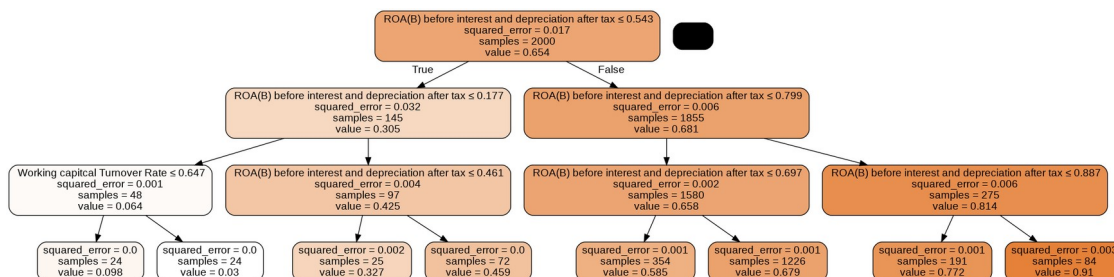 ROA(B) before interest and depreciation after tax ≤ 0.543
squared_error = 0.017
samples = 2000
value = 0.654
True
False
ROA(B) before interest and depreciation after tax ≤ 0.177
squared_error = 0.032
samples = 145
value = 0.305
ROA(B) before interest and depreciation after tax ≤ 0.799
squared_error = 0.006
samples = 1855
value = 0.681
Working capitcal Turnover Rate ≤ 0.647
squared_error = 0.001
samples = 48
value = 0.064
ROA(B) before interest and depreciation after tax ≤ 0.461
squared_error = 0.004
samples = 97
value = 0.425
ROA(B) before interest and depreciation after tax ≤ 0.697
squared_error = 0.002
samples = 1580
value = 0.658
ROA(B) before interest and depreciation after tax ≤ 0.887
squared_error = 0.006
samples = 275
value = 0.814
squared_error = 0.0
samples = 24
value = 0.098
squared_error = 0.0
samples = 24
value = 0.03
squared_error = 0.002
samples = 25
value = 0.327
squared_error = 0.0
samples = 72
value = 0.459
squared_error = 0.001
samples = 354
value = 0.585
squared_error = 0.001
samples = 1226
value = 0.679
squared_error = 0.001
samples = 191
value = 0.772
squared_error = 0.003
samples = 84
value = 0.91